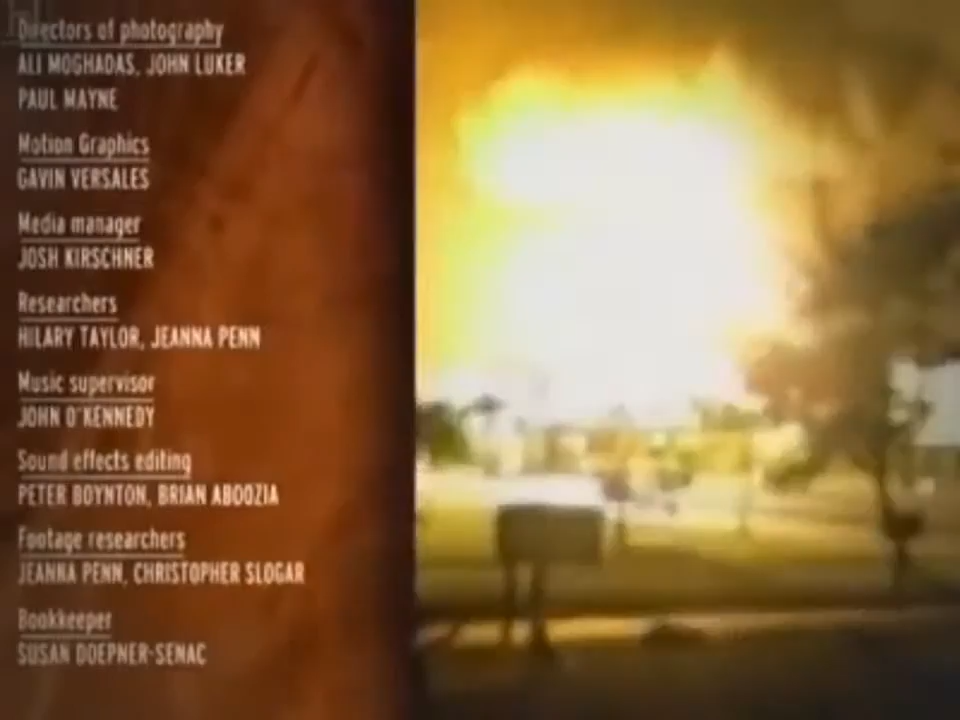 Directors of photography
ALI MOGHADAS, JOHN LUKER
PAUL MAYNE
Motion Graphics
GAVIN VERSALES
Media manager
JOSH KIRSCHNER
Researchers
HILARY TAYLOR, JEANNA PENN
Music supervisor
JOHN O'KENNEDY
Sound effects editing
PETER BOYNTON, BRIAN ABOOZIA
Footage researchers
JEANNA PENN, CHRISTOPHER SLOGAR
Bookkeeper
SUSAN DOEPNER-SENAC